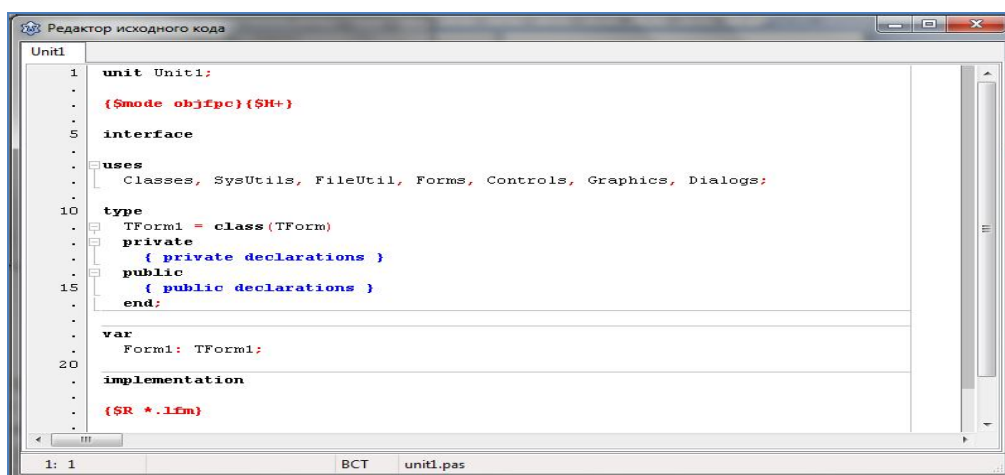 Редактор исходного кода
Unit1
1 unit Unit1;
.
. {$mode objfpc}{$H+}
.
5 interface
.
. uses
. Classes, SysUtils, FileUtil, Forms, Controls, Graphics, Dialogs;
.
10 type
. TForm1 = class(TForm)
. private
. { private declarations }
. public
15 { public declarations }
. end;
.
. var
. Form1: TForm1;
20
. implementation
.
. {$R *.lfm}
.
1: 1 ВСТ unit1.pas